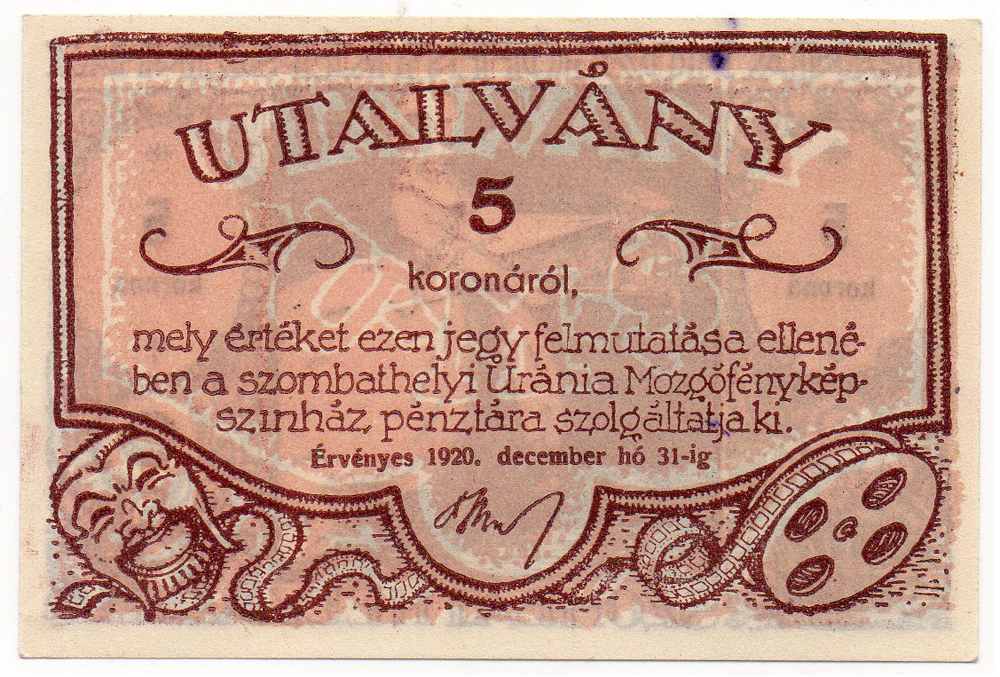 UTALVÁNY
5
koronáról,
mely értéket ezen jegy felmutatása ellené-
ben a szombathelyi Uránia Mozgófénykép-
szinház pénztára szolgáltatja ki.
Érvényes 1920. december hó 31-ig